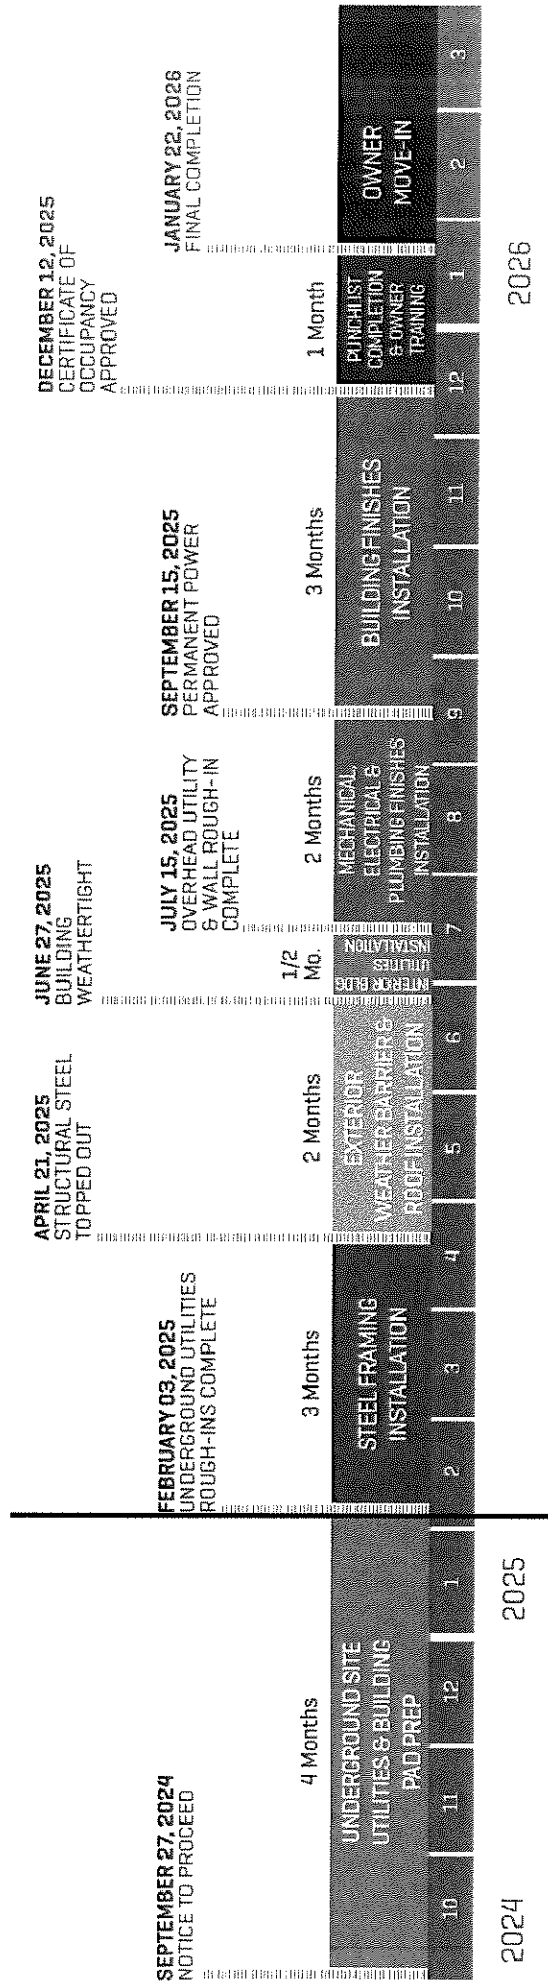 SEPTEMBER 27, 2024
NOTICE TO PROCEED
FEBRUARY 03, 2025
UNDERGROUND UTILITIES
ROUGH-INS COMPLETE
APRIL 21, 2025
STRUCTURAL STEEL
TOPPED OUT
JUNE 27, 2025
BUILDING
WEATHERTIGHT
JULY 15, 2025
OVERHEAD UTILITY
& WALL ROUGH-IN
COMPLETE
SEPTEMBER 15, 2025
PERMANENT POWER
APPROVED
DECEMBER 12, 2025
CERTIFICATE OF
OCCUPANCY
APPROVED
JANUARY 22, 2026
FINAL COMPLETION
4 Months
3 Months
2 Months
1/2
Mo.
2 Months
3 Months
1 Month
UNDERGROUND SITE
UTILITIES & BUILDING
PAD PREP
STEEL FRAMING
INSTALLATION
EXTERIOR
WEATHER BARRIERS &
ROOF INSTALLATION
INTERIOR BLDG
UTILITIES
INSTALLATION
MECHANICAL,
ELECTRICAL &
PLUMBING FINISHES
INSTALLATION
BUILDING FINISHES
INSTALLATION
PUNCHLIST
COMPLETION
& OWNER
TRAINING
OWNER
MOVE-IN
10 11 12 1 2 3 4 5 6 7 8 9 10 11 12 1 2 3
2024 2025 2026